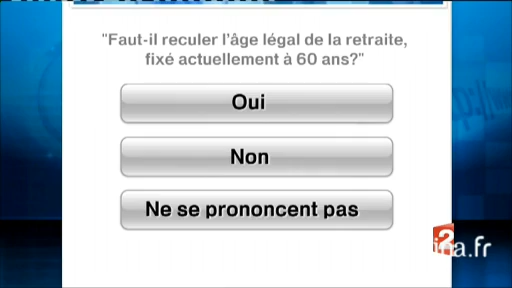 "Faut-il reculer l'âge légal de la retraite,
fixé actuellement à 60 ans?"
Oui
Non
Ne se prononcent pas
2
ina.fr